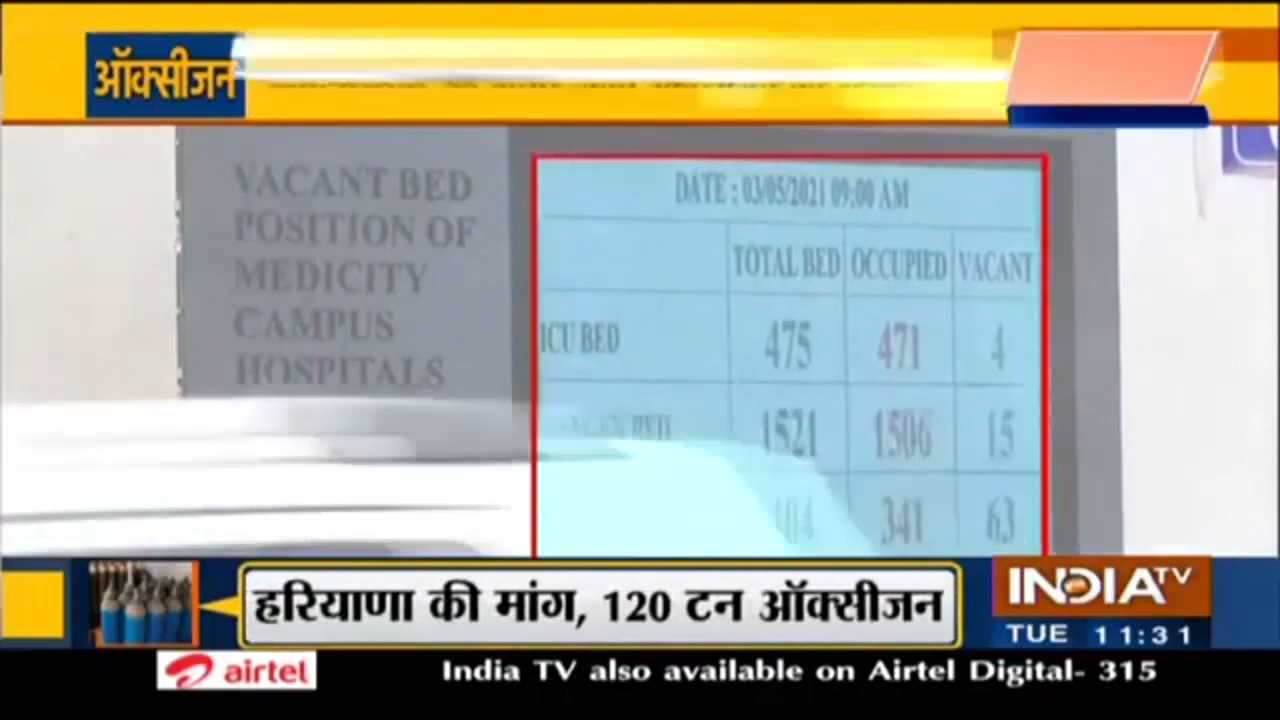 ऑक्सीजन
VACANT BED
POSITION OF
MEDICITY
CAMPUS
HOSPITALS
DATE : 03/05/2021 09:00 AM
TOTAL BED OCCUPIED VACANT
ICU BED 475 471 4
BED 1521 1506 15
341 63
हरियाणा की मांग, 120 टन ऑक्सीजन
INDIA TV
TUE 11:31
airtel India TV also available on Airtel Digital- 315